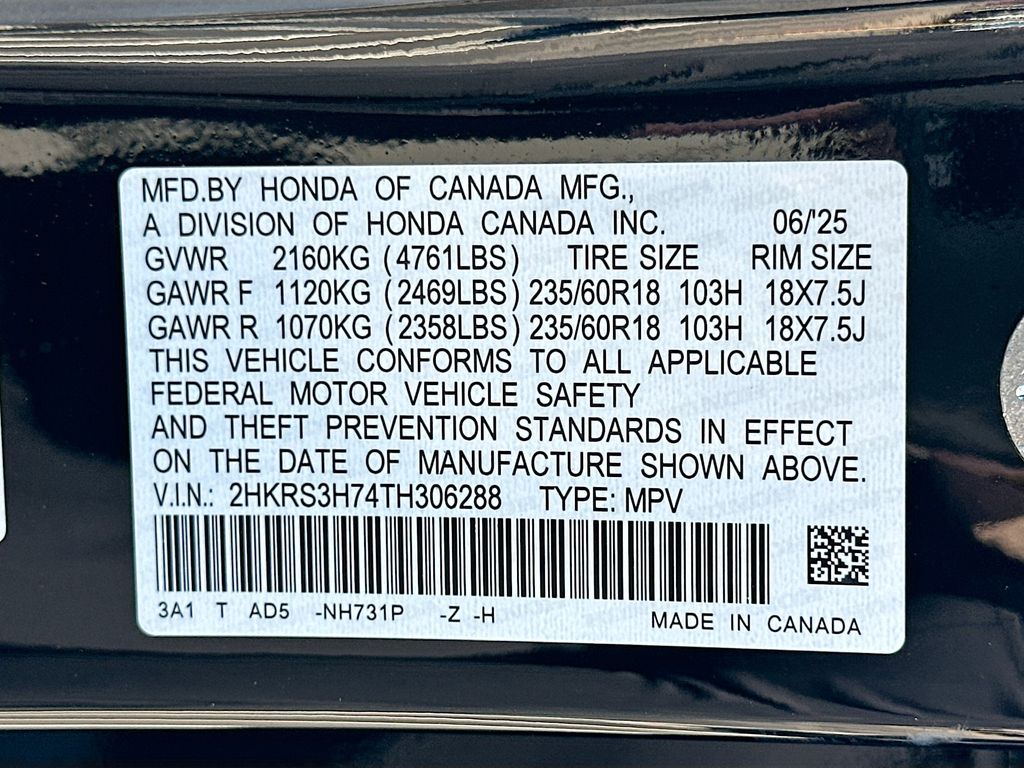 MFD.BY HONDA OF CANADA MFG.,
A DIVISION OF HONDA CANADA INC. 06/'25
GVWR 2160KG (4761LBS) TIRE SIZE RIM SIZE
GAWR F 1120KG (2469LBS) 235/60R18 103H 18X7.5J
GAWR R 1070KG (2358LBS) 235/60R18 103H 18X7.5J
THIS VEHICLE CONFORMS TO ALL APPLICABLE
FEDERAL MOTOR VEHICLE SAFETY
AND THEFT PREVENTION STANDARDS IN EFFECT
ON THE DATE OF MANUFACTURE SHOWN ABOVE.
V.I.N.: 2HKRS3H74TH306288 TYPE: MPV
3A1 T AD5 -NH731P -Z -H MADE IN CANADA